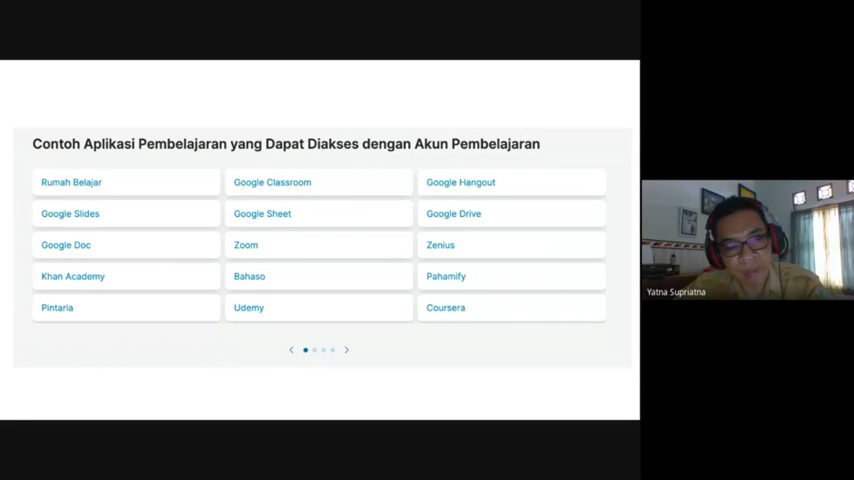 Contoh Aplikasi Pembelajaran yang Dapat Diakses dengan Akun Pembelajaran
Rumah Belajar
Google Classroom
Google Hangout
Google Slides
Google Sheet
Google Drive
Google Doc
Zoom
Zenius
Khan Academy
Bahaso
Pahamify
Pintaria
Udemy
Coursera
Yatna Supriatna